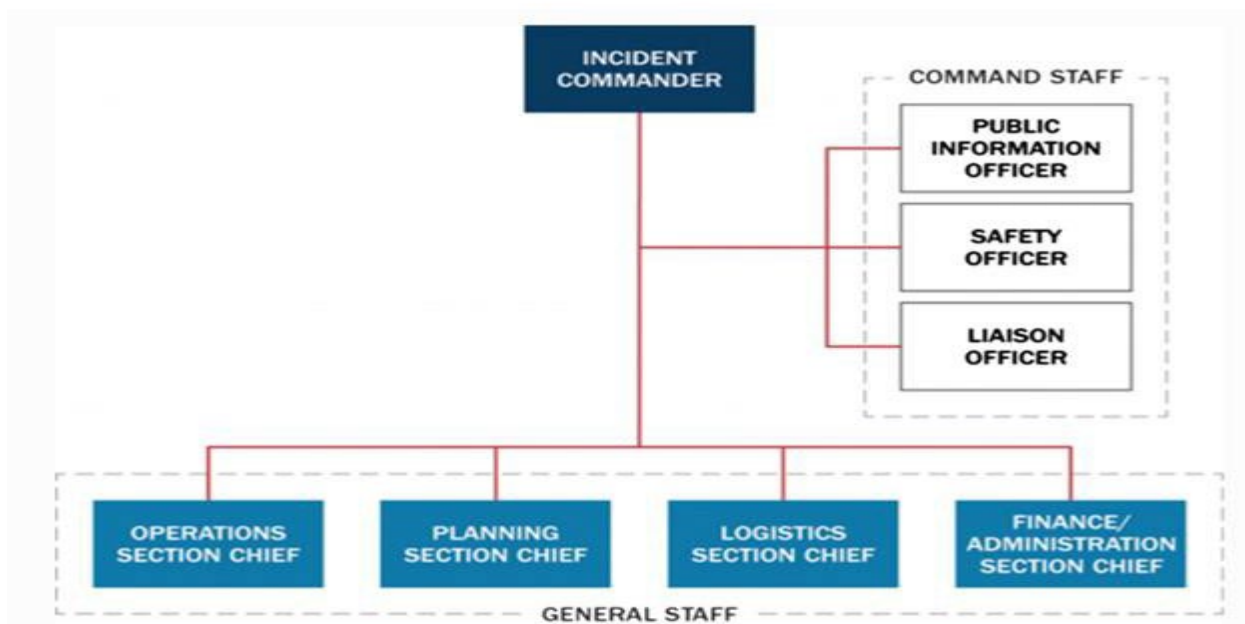 INCIDENT
COMMANDER
COMMAND STAFF
PUBLIC
INFORMATION
OFFICER
SAFETY
OFFICER
LIAISON
OFFICER
OPERATIONS
SECTION CHIEF
PLANNING
SECTION CHIEF
LOGISTICS
SECTION CHIEF
FINANCE/
ADMINISTRATION
SECTION CHIEF
GENERAL STAFF